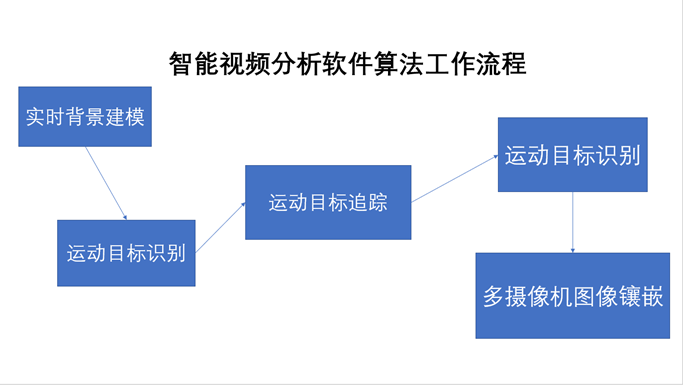 智能视频分析软件算法工作流程
实时背景建模
运动目标识别
运动目标追踪
运动目标识别
多摄像机图像镶嵌